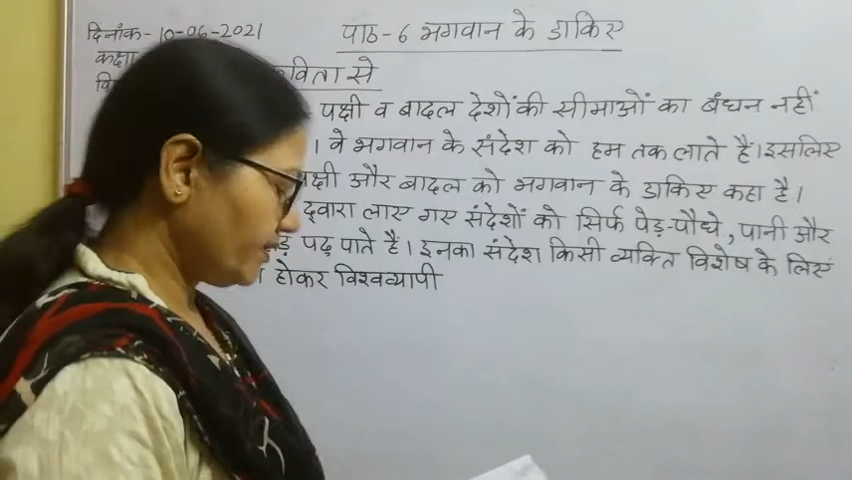 दिनांक-10-06-2021
पाठ-6 भगवान के डाकिए
कक्षा
कविता से
पक्षी व बादल देशों की सीमाओं का बंधन नहीं
। वे भगवान के संदेश को हम तक लाते है। इसलिए
पक्षी और बादल को भगवान के डाकिए कहा है।
द्वारा लाए गए संदेशों को सिर्फ पेड़-पौधे, पानी और
पढ़ पाते है। इनका संदेश किसी व्यक्ति विशेष के लिए
होकर विश्वव्यापी